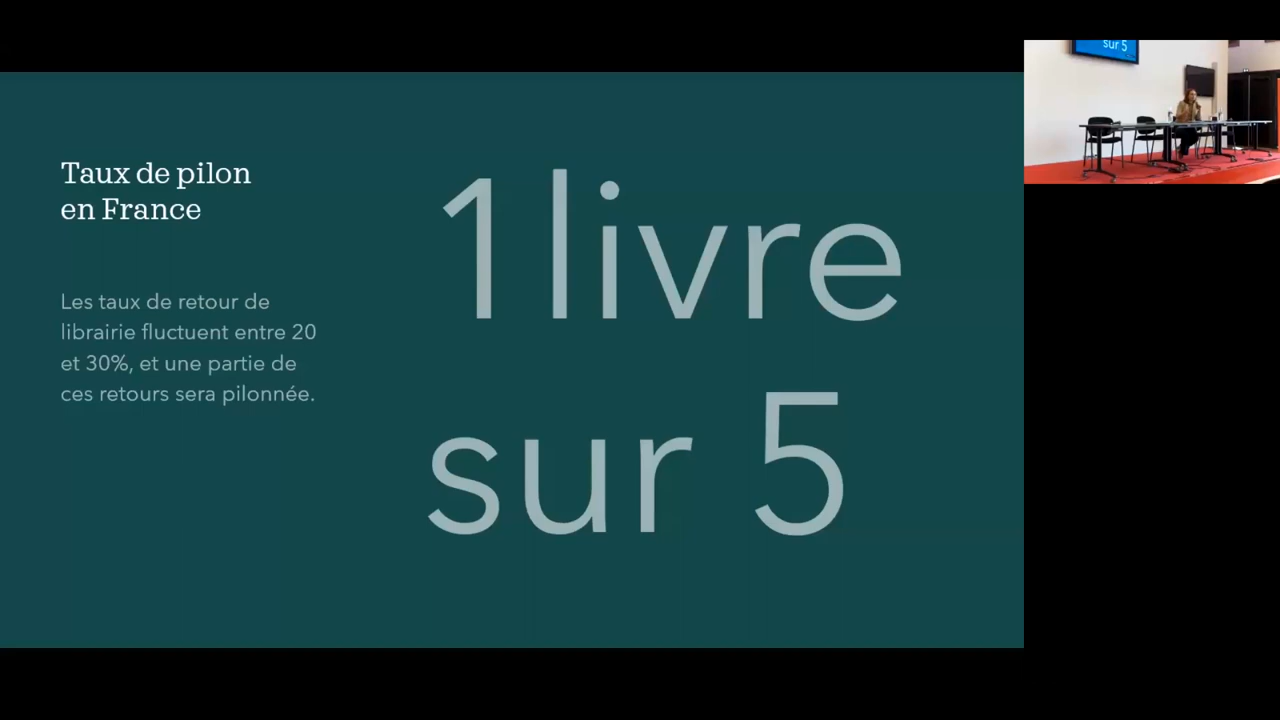 Taux de pilon
en France
Les taux de retour de
librairie fluctuent entre 20
et 30%, et une partie de
ces retours sera pilonnée.
1 livre
sur 5
sur 5